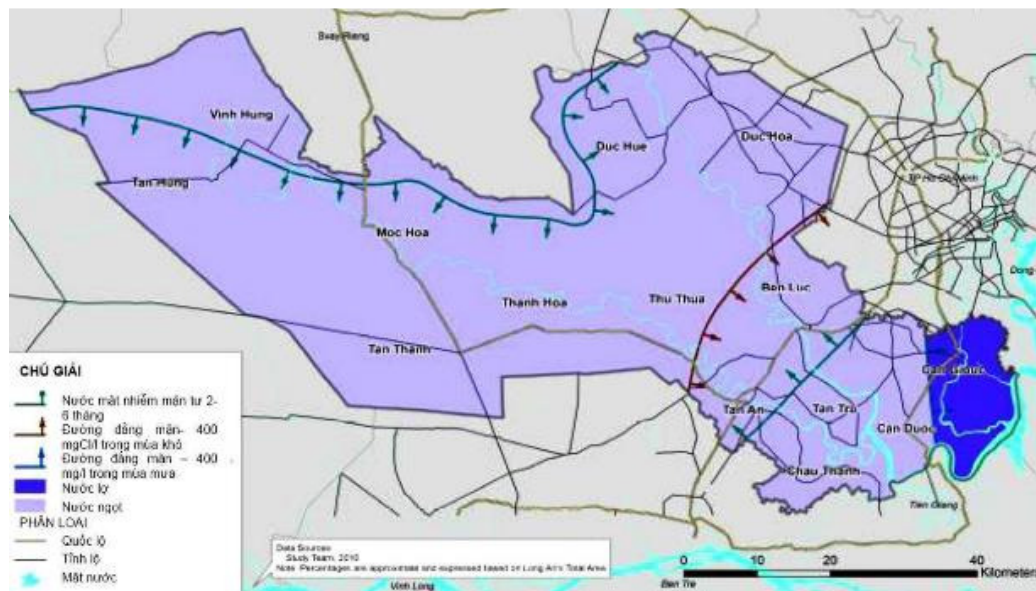 Svay Rieng
Vinh Hung
Duc Hue
Duc Hoa
Tan Hung
TP Ho Chi Minh
Moc Hoa
Dong
Ben Luc
Thanh Hoa
Thu Thua
Tan Thanh
Can Giuoc
Tan An
Tan Tru
Can Duoc
Chau Thanh
Tien Giang
CHÚ GIẢI
Nước mặt nhiễm mặn từ 2-
6 tháng
Đường đẳng mặn- 400
mgCl/l trong mùa khô
Đường đẳng mặn – 400
mg/l trong mùa mưa
Nước lợ
Nước ngọt
PHÂN LOẠI
Quốc lộ
Tỉnh lộ
Mặt nước
Data Sources
Study Team, 2010
Note: Percentages are approximate and expressed based on Long An's Total Area
Vinh Long
Ben Tre
0 10 20 40
Kilometers